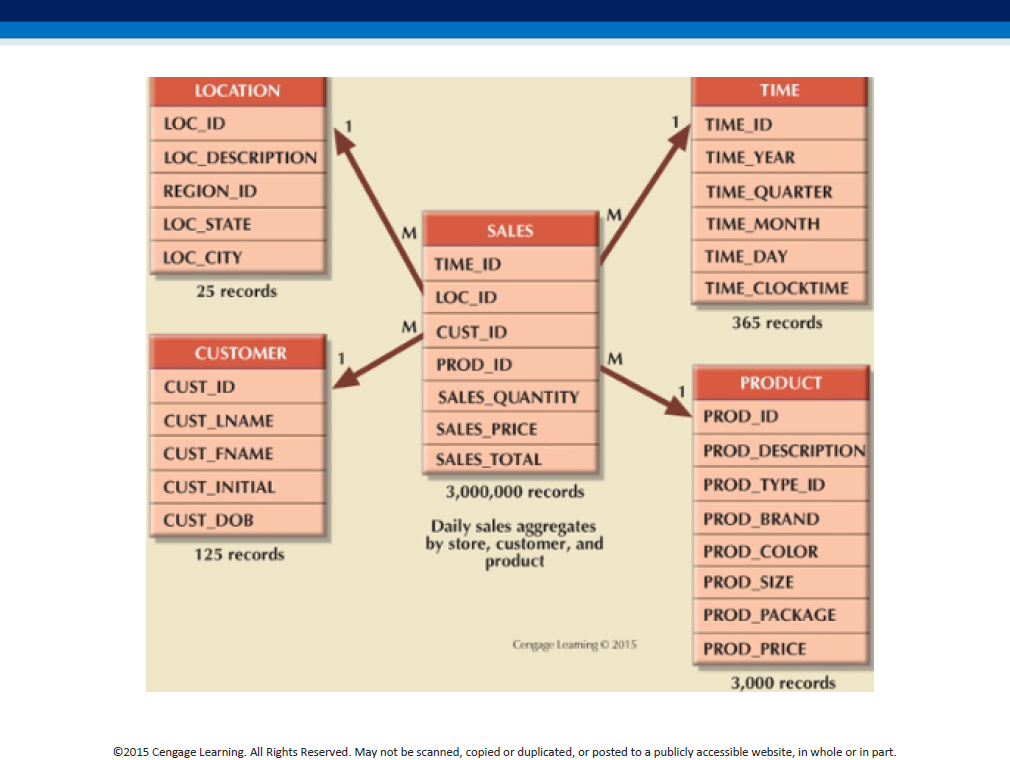 LOCATION
LOC_ID
LOC_DESCRIPTION
REGION_ID
LOC_STATE
LOC_CITY
25 records
1
M
TIME
TIME_ID
TIME_YEAR
TIME_QUARTER
TIME_MONTH
TIME_DAY
TIME_CLOCKTIME
365 records
1
M
SALES
TIME_ID
LOC_ID
CUST_ID
PROD_ID
SALES_QUANTITY
SALES_PRICE
SALES_TOTAL
3,000,000 records
Daily sales aggregates
by store, customer, and
product
M
1
CUSTOMER
CUST_ID
CUST_LNAME
CUST_FNAME
CUST_INITIAL
CUST_DOB
125 records
M
1
PRODUCT
PROD_ID
PROD_DESCRIPTION
PROD_TYPE_ID
PROD_BRAND
PROD_COLOR
PROD_SIZE
PROD_PACKAGE
PROD_PRICE
3,000 records
Cengage Learning © 2015
©2015 Cengage Learning. All Rights Reserved. May not be scanned, copied or duplicated, or posted to a publicly accessible website, in whole or in part.